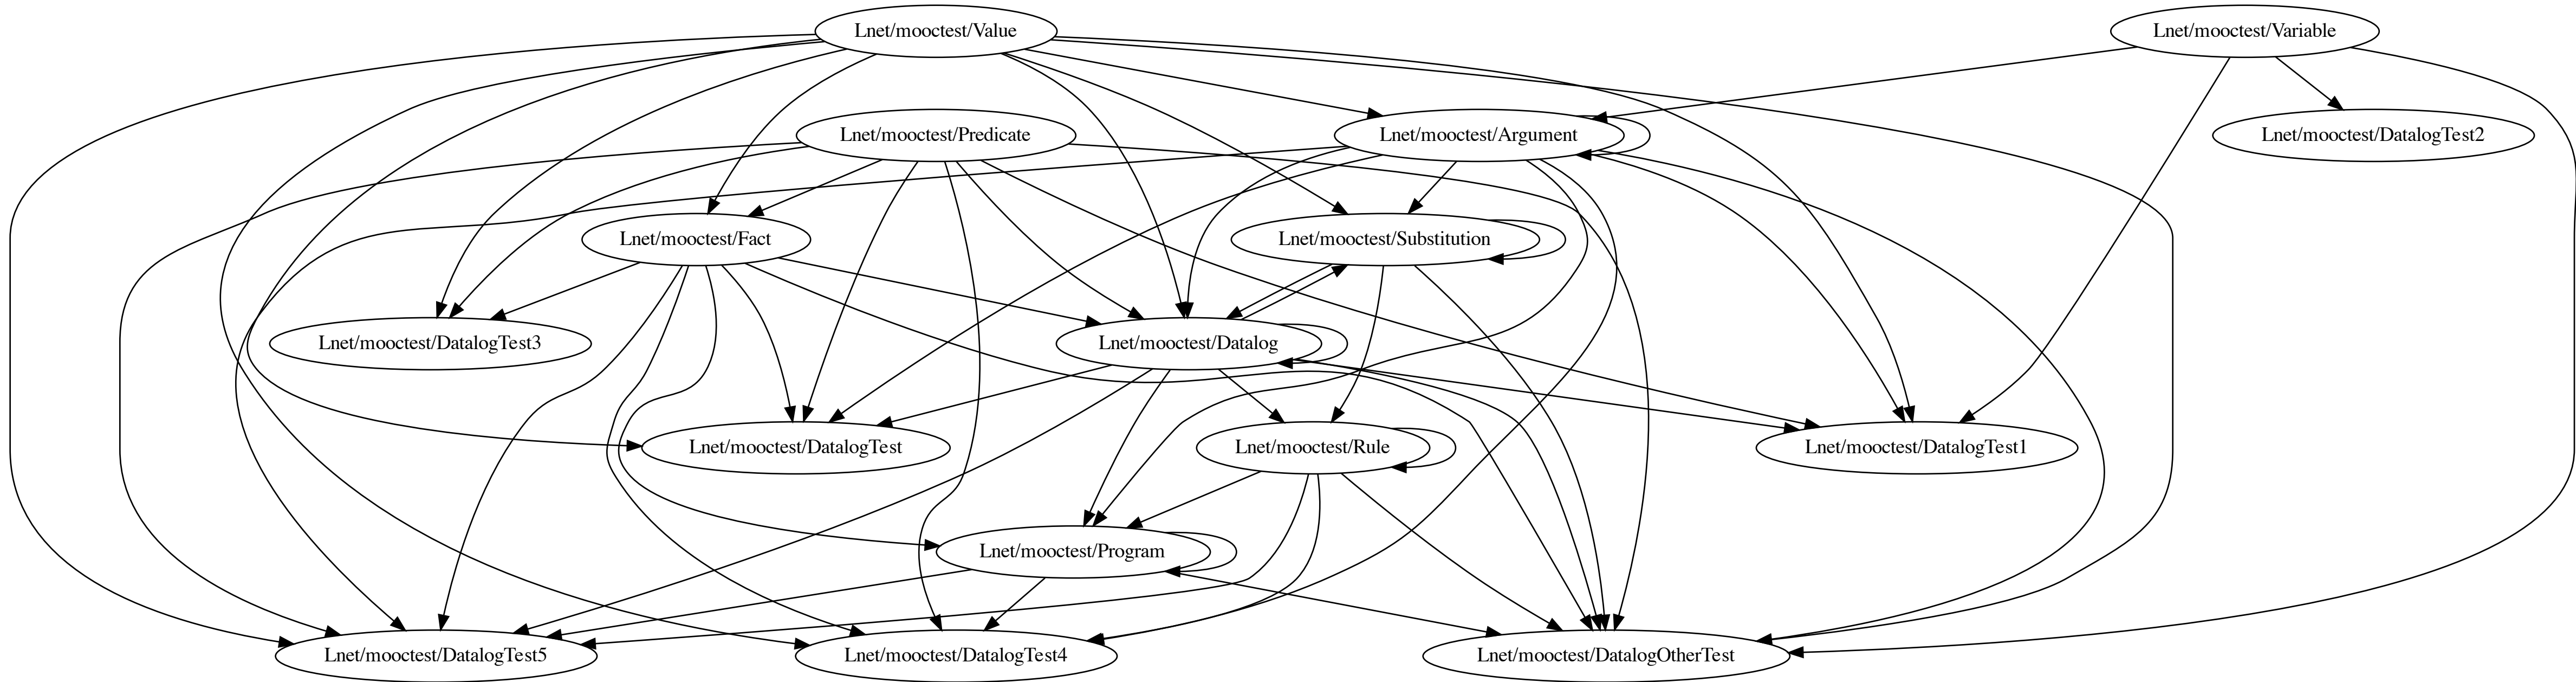 Lnet/mooctest/Value
Lnet/mooctest/Variable
Lnet/mooctest/Predicate
Lnet/mooctest/Argument
Lnet/mooctest/DatalogTest2
Lnet/mooctest/Fact
Lnet/mooctest/Substitution
Lnet/mooctest/DatalogTest3
Lnet/mooctest/Datalog
Lnet/mooctest/DatalogTest
Lnet/mooctest/Rule
Lnet/mooctest/DatalogTest1
Lnet/mooctest/Program
Lnet/mooctest/DatalogTest5
Lnet/mooctest/DatalogTest4
Lnet/mooctest/DatalogOtherTest